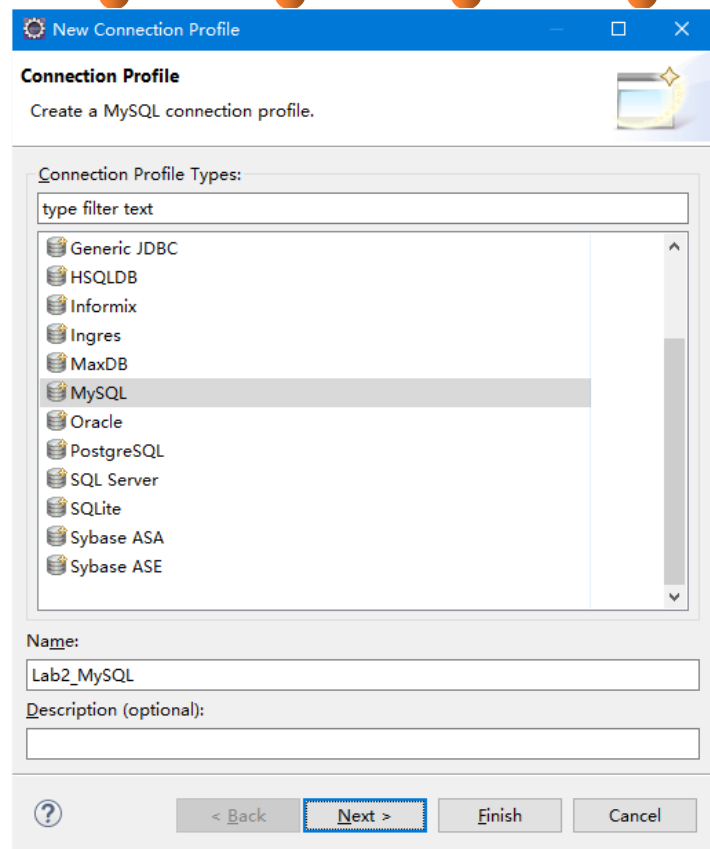 New Connection Profile
Connection Profile
Create a MySQL connection profile.
Connection Profile Types:
type filter text
Generic JDBC
HSQLDB
Informix
Ingres
MaxDB
MySQL
Oracle
PostgreSQL
SQL Server
SQLite
Sybase ASA
Sybase ASE
Name:
Lab2_MySQL
Description (optional):
? < Back Next > Finish Cancel